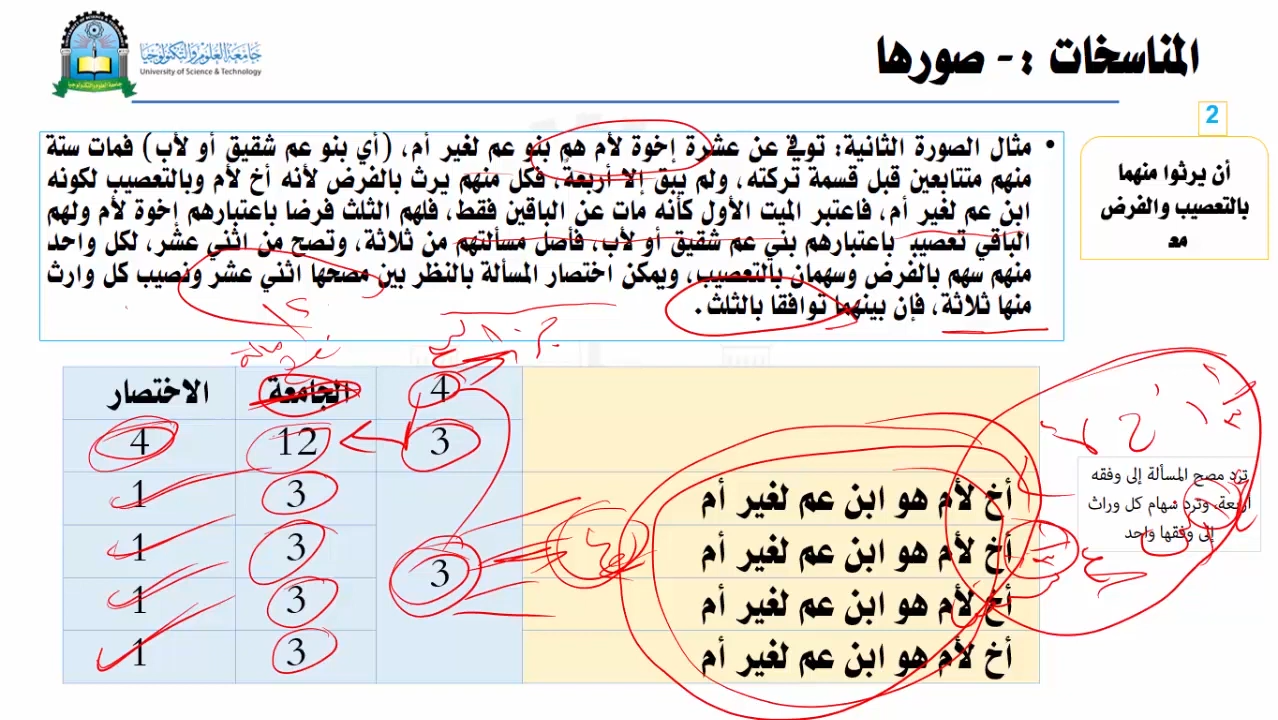 جامعة العلوم والتكنولوجيا
University of Science & Technology
المناسخات :- صورها
2
أن يرثوا منهما
بالتعصيب والفرض
معا
• مثال الصورة الثانية: توفي عن عشرة إخوة لأم هم بنو عم لغير أم، (أي بنو عم شقيق أو لأب) فمات ستة
منهم متتابعين قبل قسمة تركته، ولم يبق إلا أربعة، فكل منهم يرث بالفرض لأنه أخ لأم وبالتعصيب لكونه
ابن عم لغير أم، فاعتبر الميت الأول كأنه مات عن الباقين فقط، فلهم الثلث فرضا باعتبارهم إخوة لأم ولهم
الباقي تعصيبا باعتبارهم بني عم شقيق أو لأب، فأصل مسألتهم من ثلاثة، وتصح من اثني عشر، لكل واحد
منهم سهم بالفرض وسهمان بالتعصيب، ويمكن اختصار المسألة بالنظر بين مصحها اثني عشر ونصيب كل وارث
منها ثلاثة، فإن بينهما توافقا بالثلث.
4 الجامعة الاختصار
3 12 4
أخ لأم هو ابن عم لغير أم 3 1
أخ لأم هو ابن عم لغير أم 3 1
3
أخ لأم هو ابن عم لغير أم 3 1
أخ لأم هو ابن عم لغير أم 3 1
ترد مصح المسألة إلى وفقه
أربعة، وترد سهام كل وراث
إلى وفقها واحد